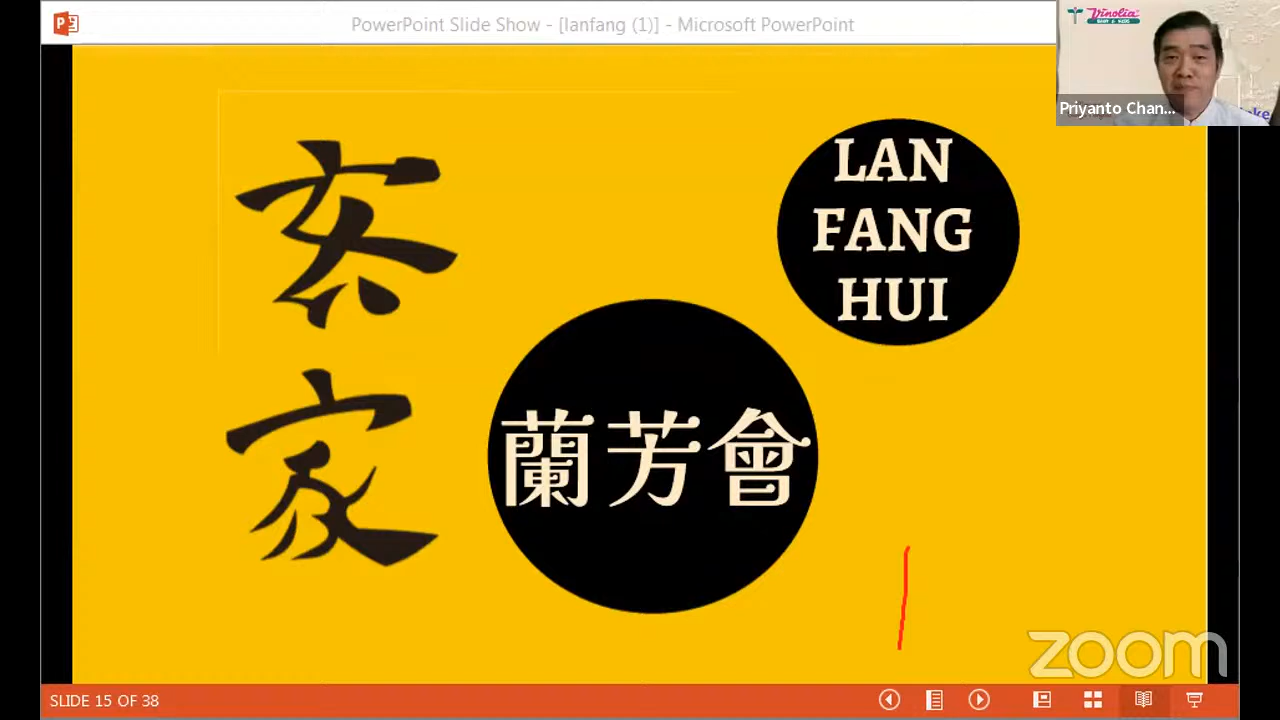 PowerPoint Slide Show - [lanfang (1)] - Microsoft PowerPoint
Vinolia
Priyanto Chan...
客
家
LAN
FANG
HUI
蘭芳會
zoom
SLIDE 15 OF 38